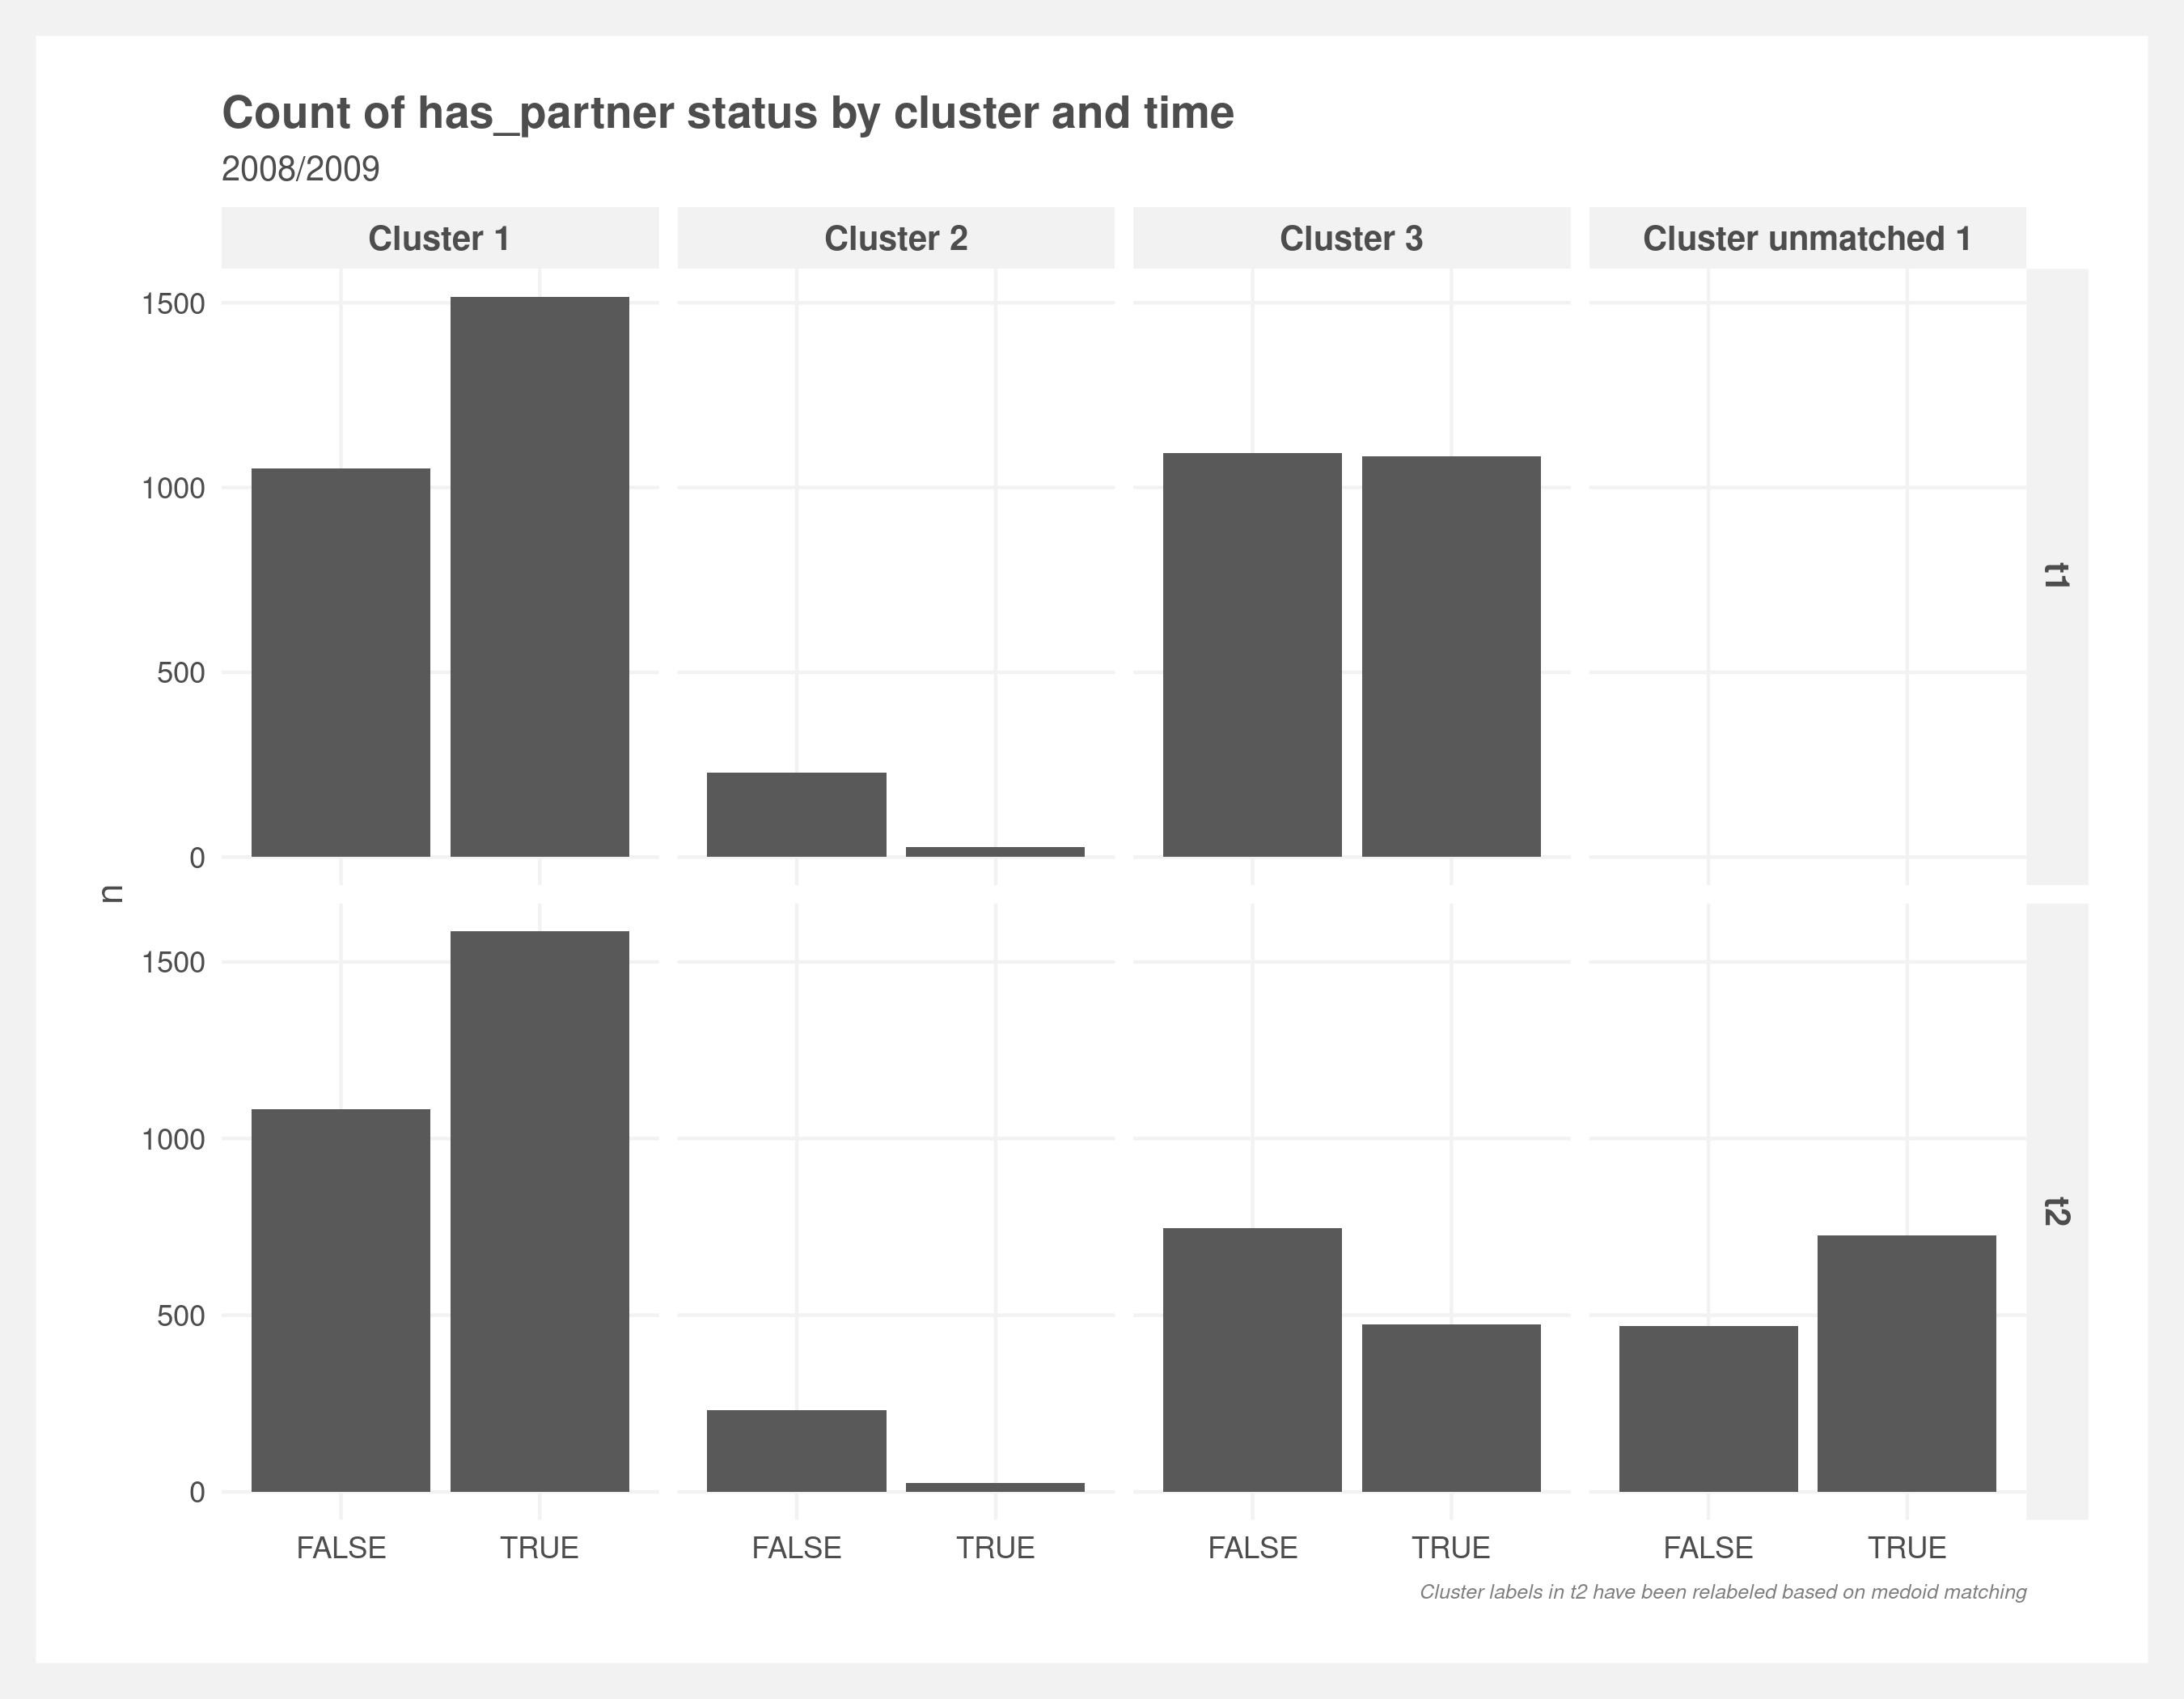 Count of has_partner status by cluster and time
2008/2009
Cluster 1
Cluster 2
Cluster 3
Cluster unmatched 1
1500
1000
500
0
t1
n
1500
1000
500
0
t2
FALSE
TRUE
FALSE
TRUE
FALSE
TRUE
FALSE
TRUE
Cluster labels in t2 have been relabeled based on medoid matching